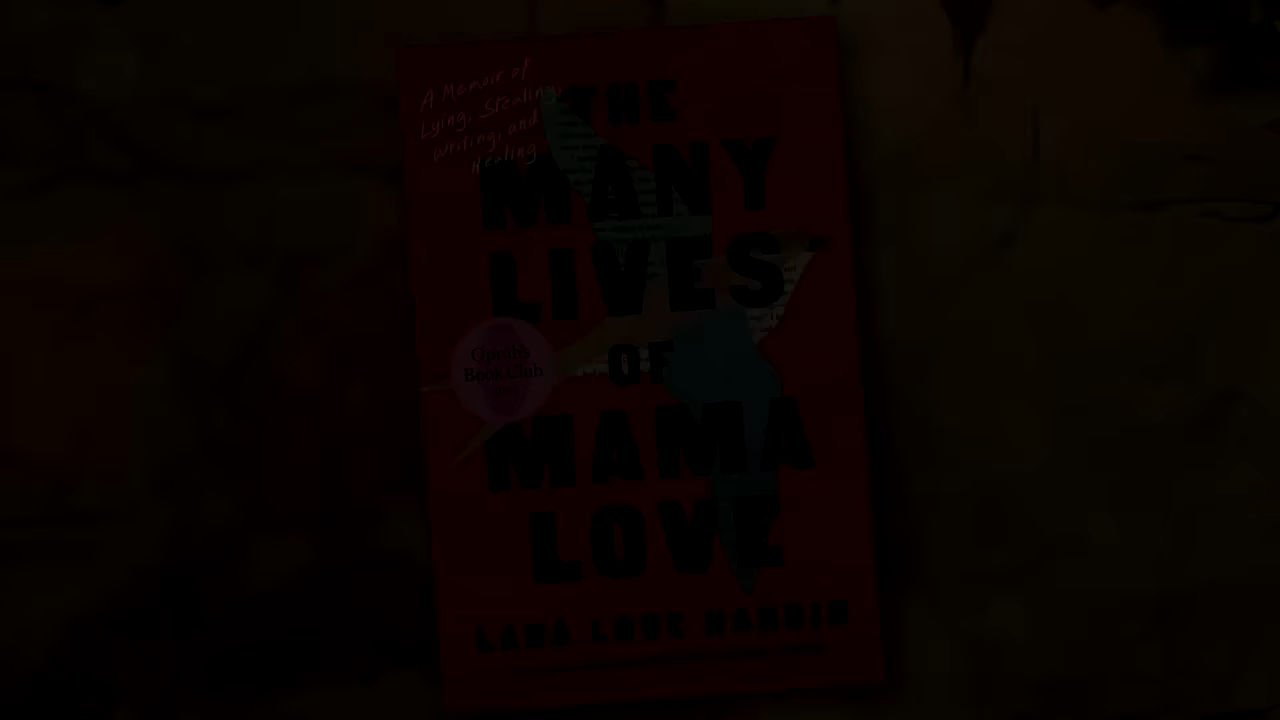 A Memoir of
Lying, Stealing,
Writing, and
Healing
THE
MANY
LIVES
OF
MAMA
LOVE
Oprah's
Book Club
LARA LOVE HARDIN